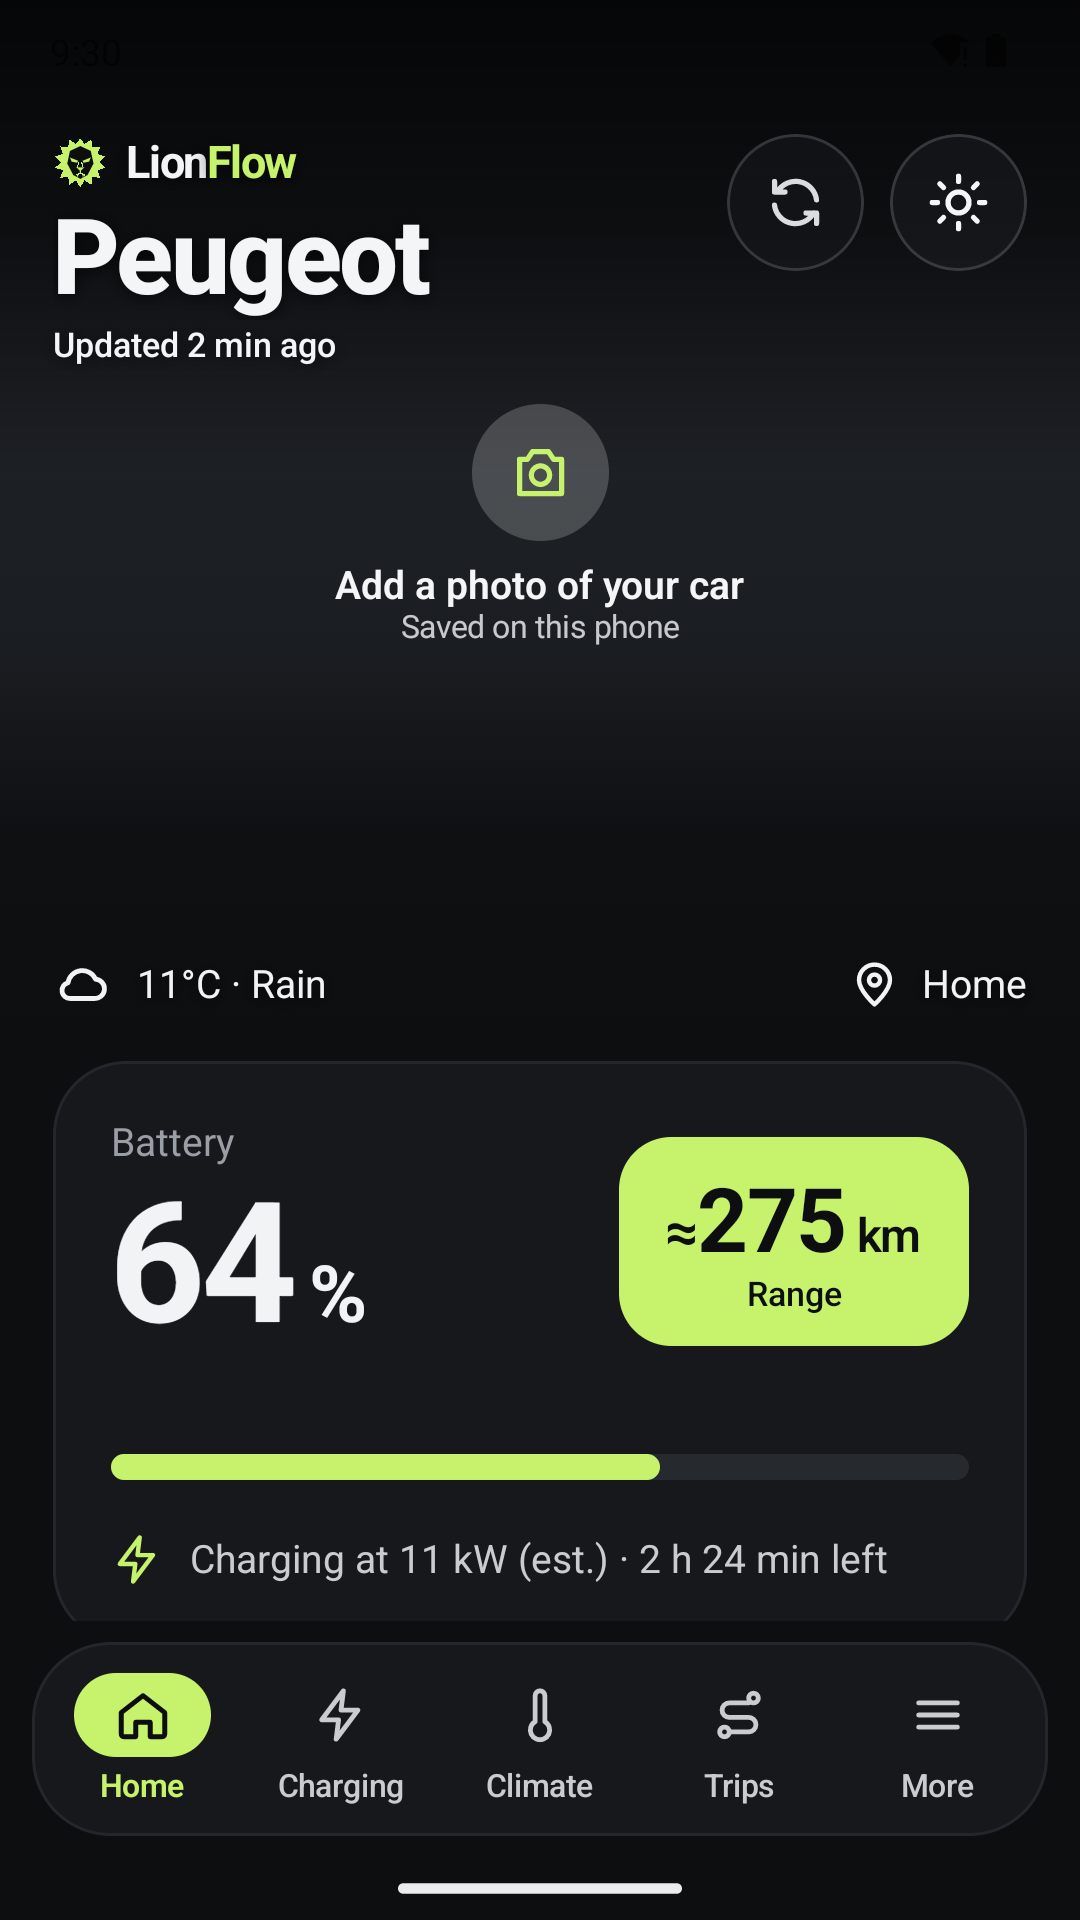 9:30
LionFlow
Peugeot
Updated 2 min ago
Add a photo of your car
Saved on this phone
11°C · Rain
Home
Battery
64 %
≈275 km
Range
Charging at 11 kW (est.) · 2 h 24 min left
Home
Charging
Climate
Trips
More